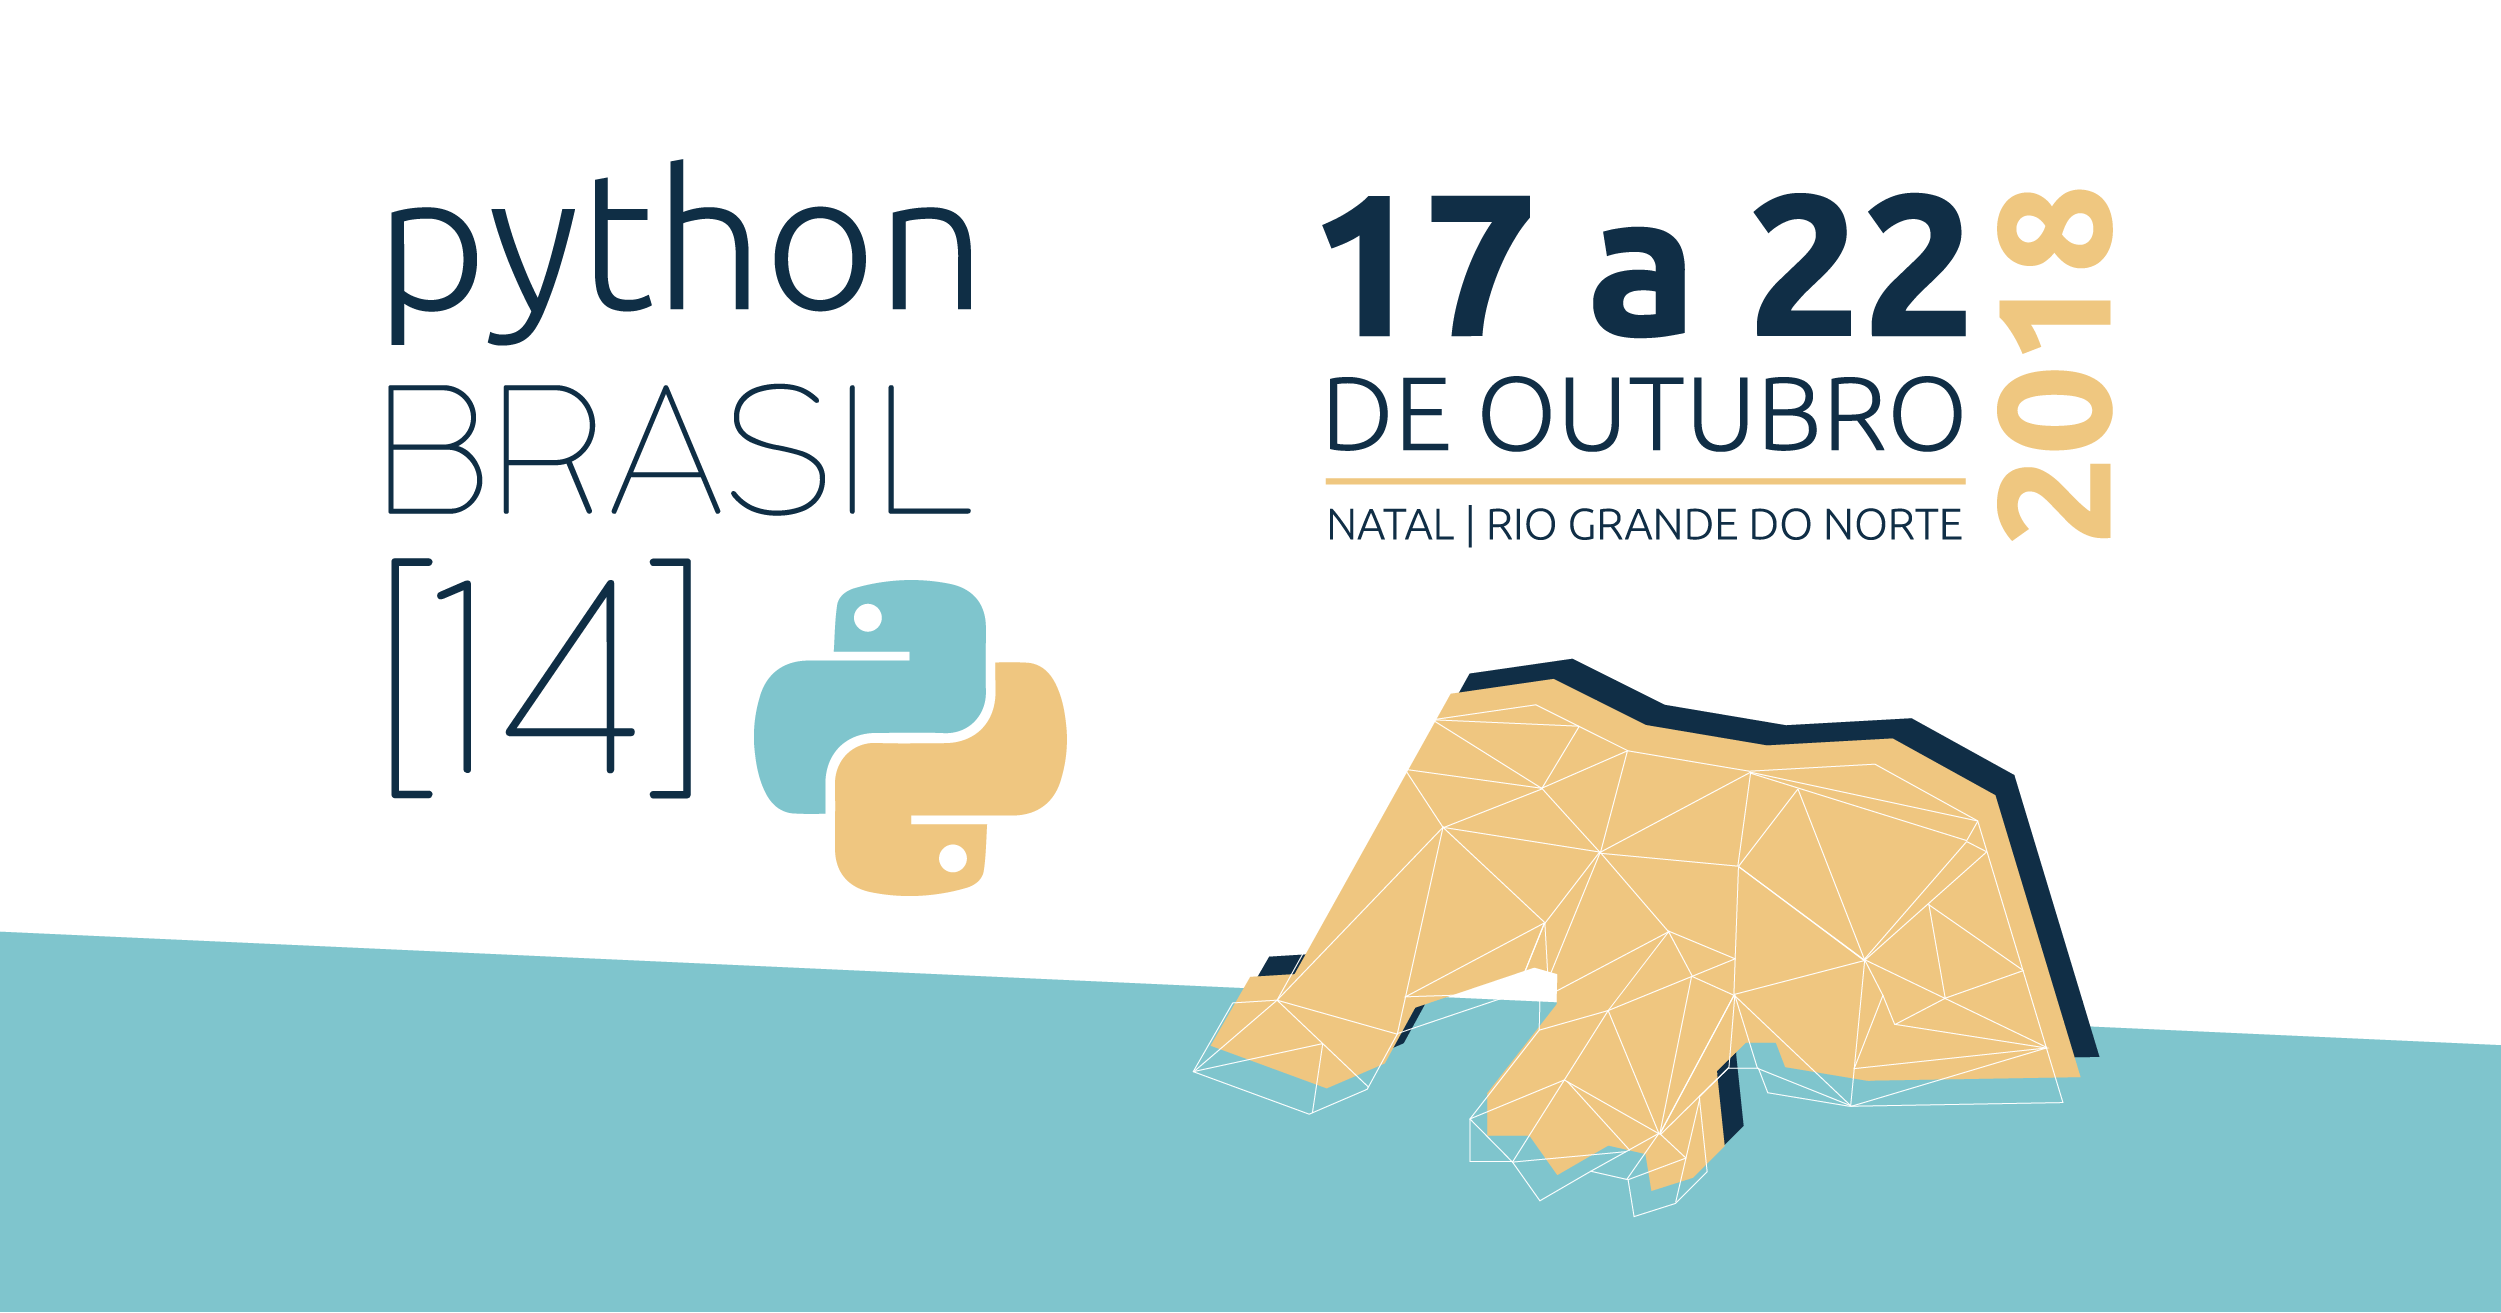 python
BRASIL
[14]
17 a 22
DE OUTUBRO
2018
NATAL | RIO GRANDE DO NORTE